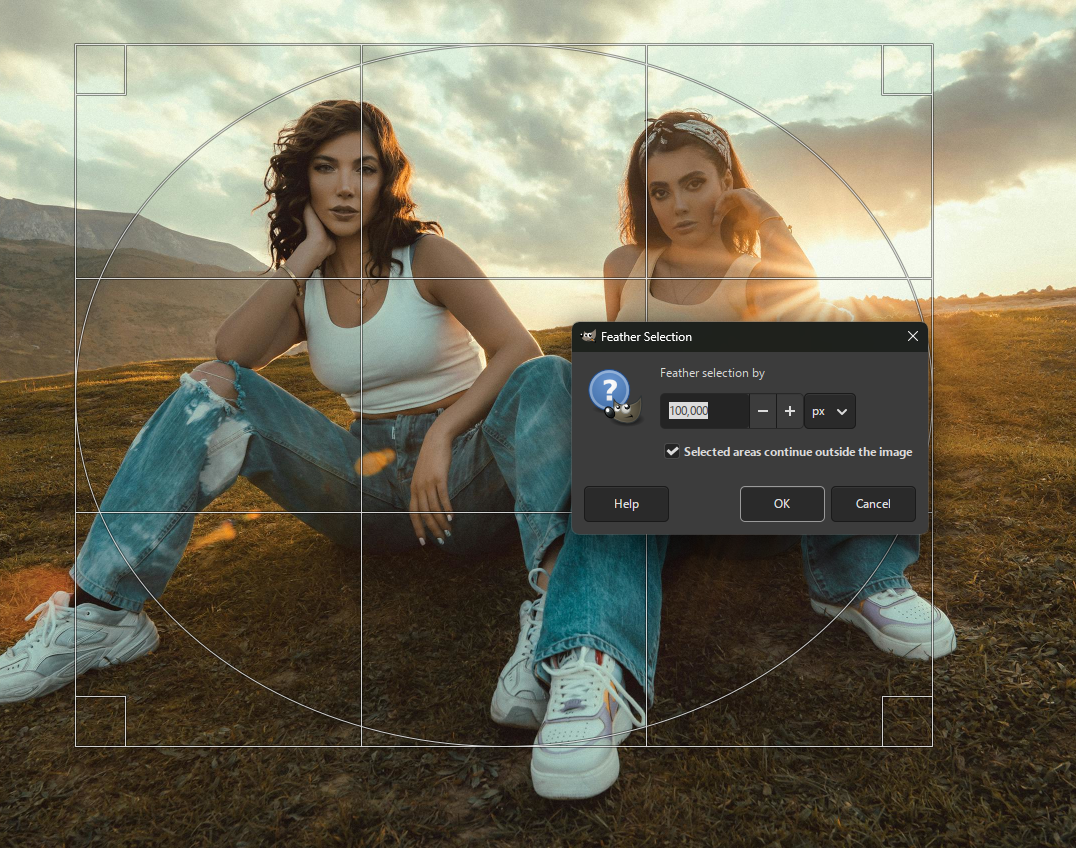 Feather Selection
Feather selection by
100,000
px
Selected areas continue outside the image
Help
OK
Cancel